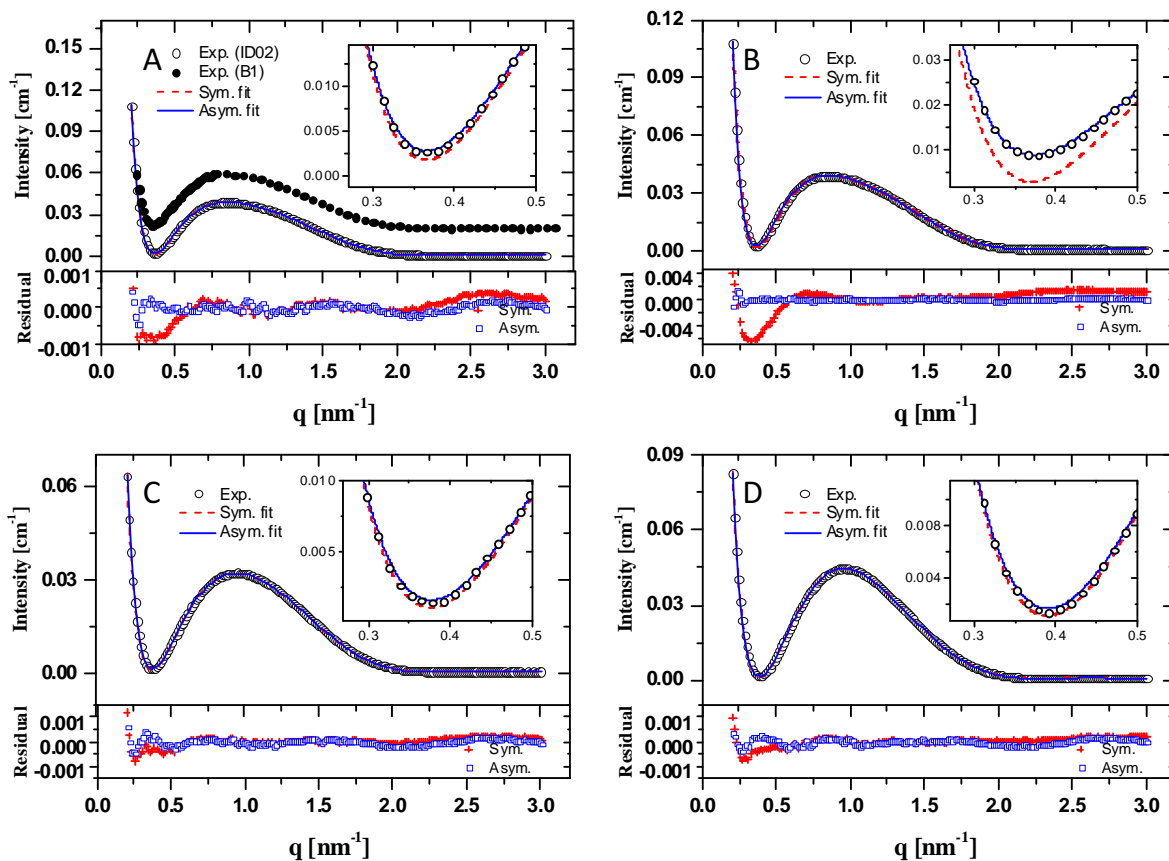 A
Exp. (ID02)
Exp. (B1)
Sym. fit
Asym. fit
Intensity [cm-1]
0.15
0.12
0.09
0.06
0.03
0.00
0.010
0.005
0.000
0.3 0.4 0.5
Residual
0.001
0.000
-0.001
Sym.
Asym.
0.0 0.5 1.0 1.5 2.0 2.5 3.0
q [nm-1]
B
Exp.
Sym. fit
Asym. fit
Intensity [cm-1]
0.12
0.09
0.06
0.03
0.00
0.03
0.02
0.01
0.3 0.4 0.5
Residual
0.004
0.000
-0.004
Sym.
Asym.
0.0 0.5 1.0 1.5 2.0 2.5 3.0
q [nm-1]
C
Exp.
Sym. fit
Asym. fit
Intensity [cm-1]
0.06
0.03
0.00
0.010
0.005
0.000
0.3 0.4 0.5
Residual
0.001
0.000
-0.001
Sym.
Asym.
0.0 0.5 1.0 1.5 2.0 2.5 3.0
q [nm-1]
D
Exp.
Sym. fit
Asym. fit
Intensity [cm-1]
0.09
0.06
0.03
0.00
0.008
0.004
0.000
0.3 0.4 0.5
Residual
0.001
0.000
-0.001
Sym.
Asym.
0.0 0.5 1.0 1.5 2.0 2.5 3.0
q [nm-1]